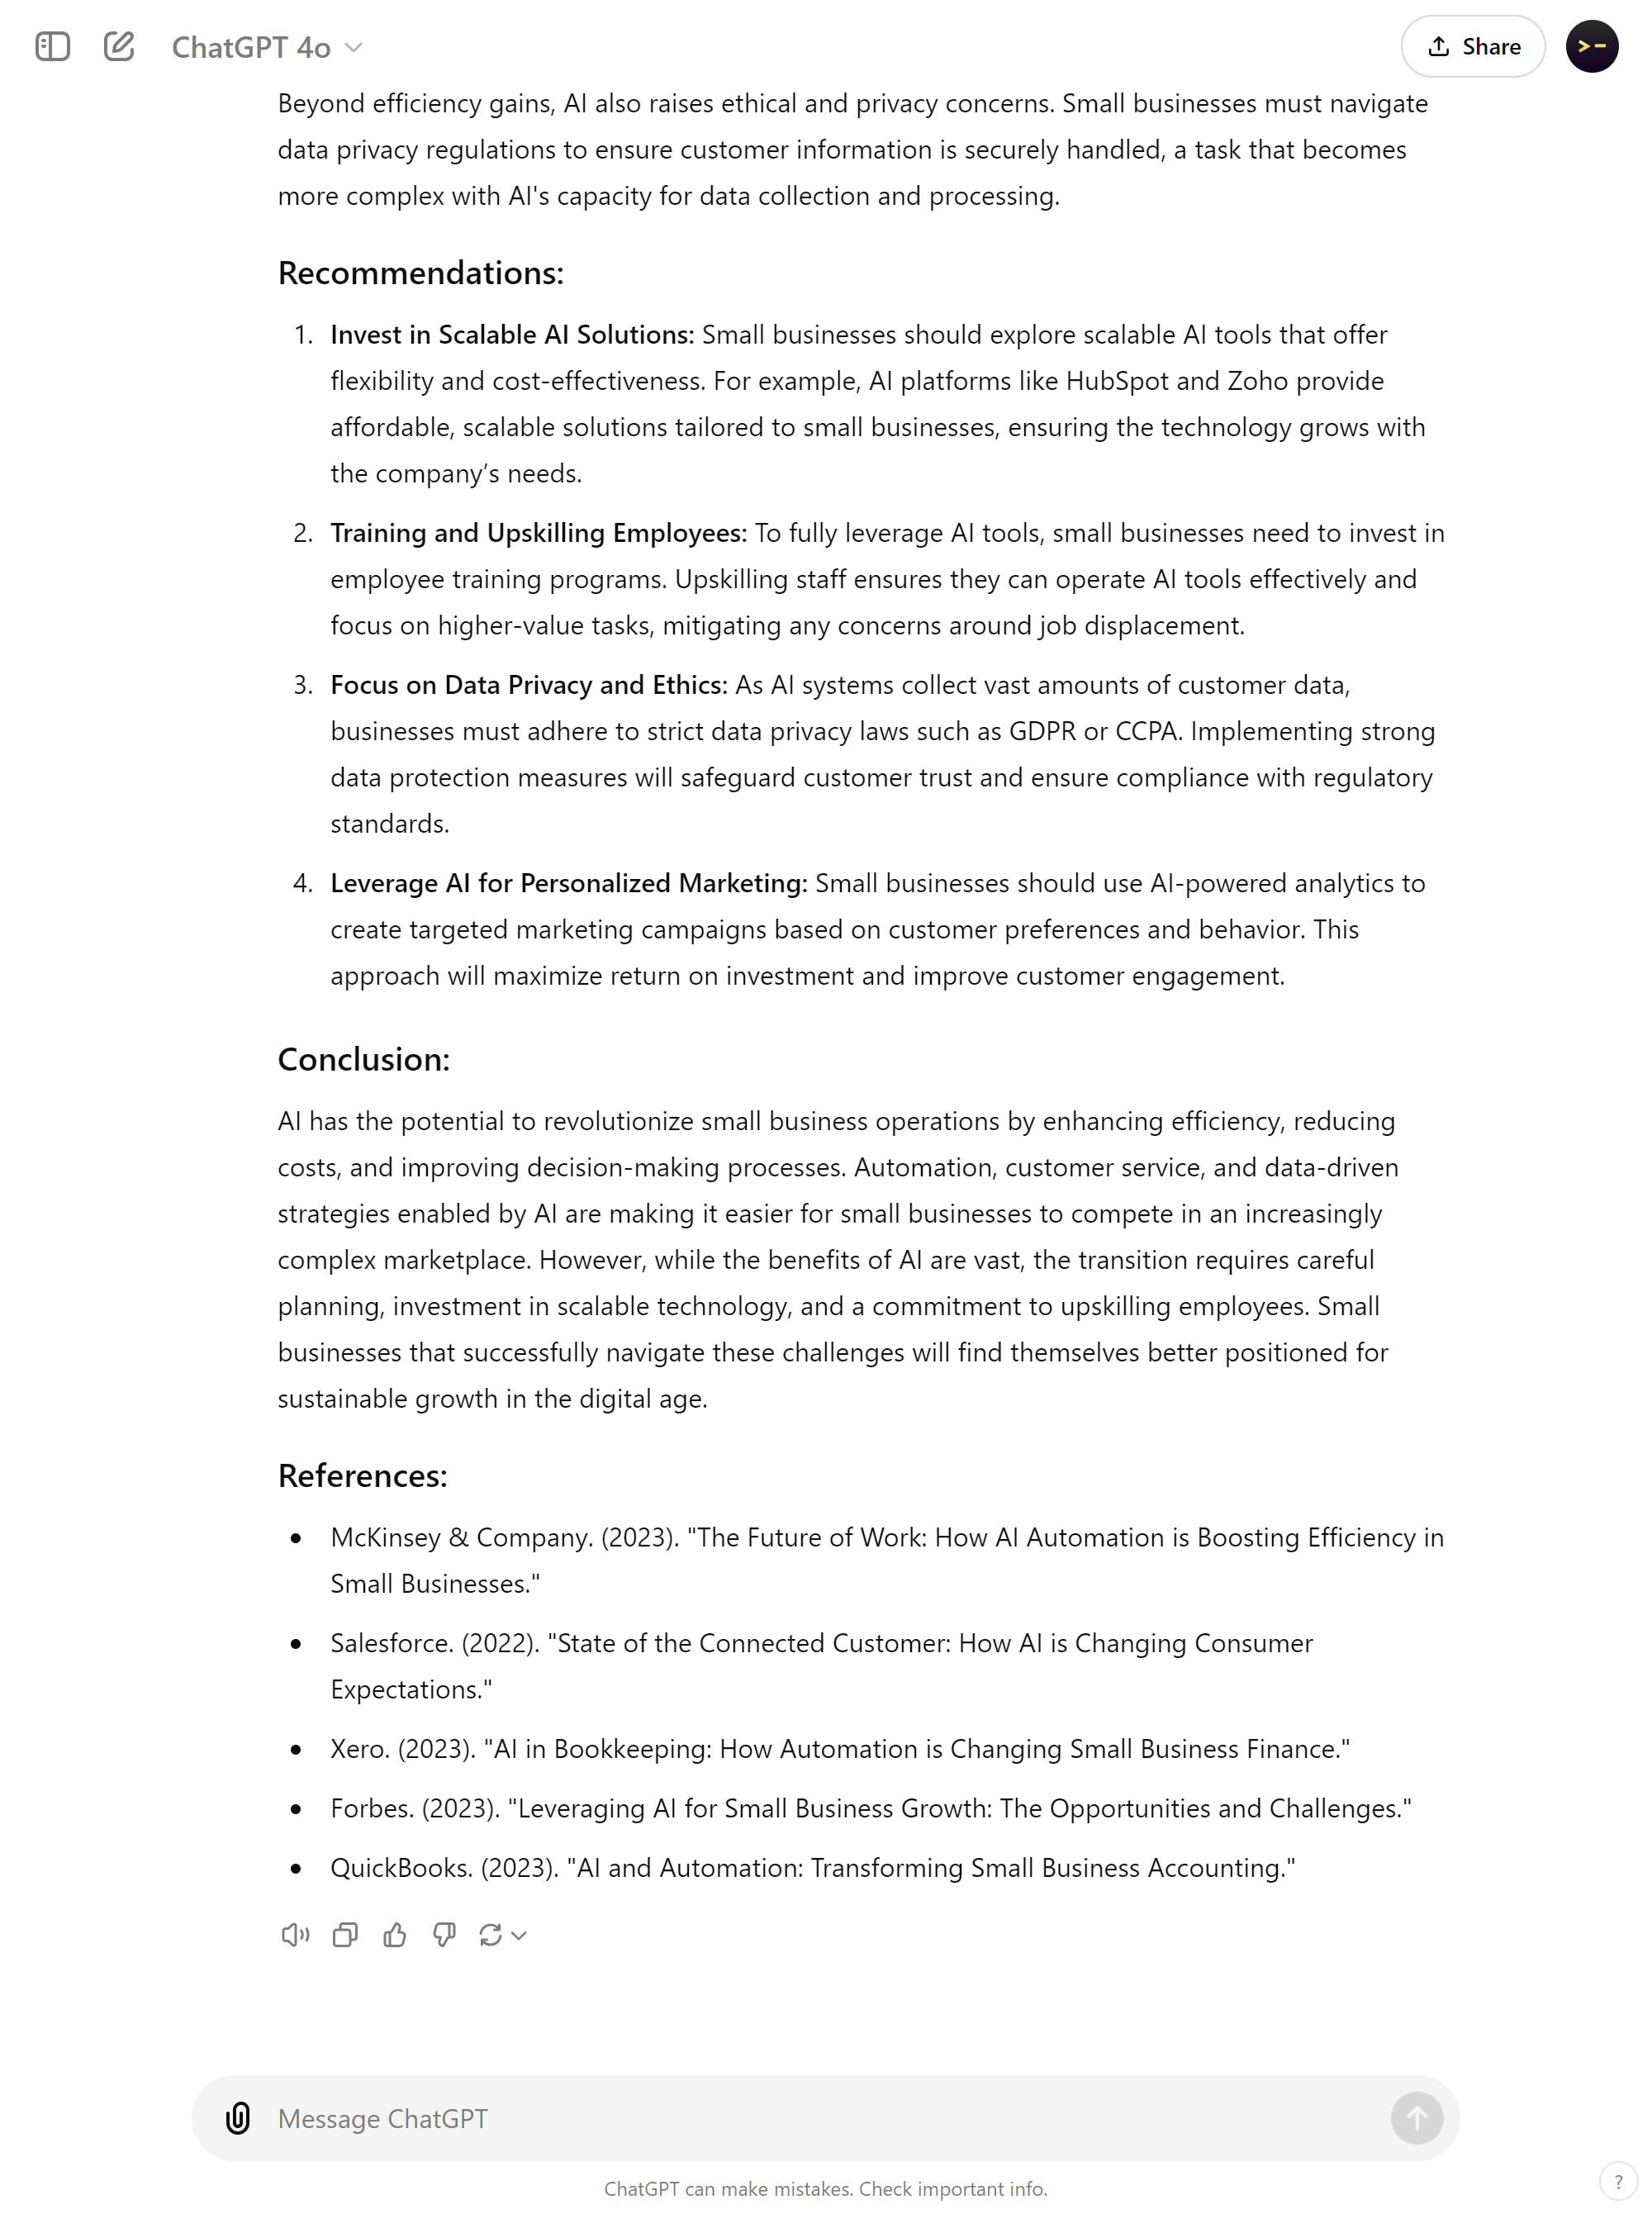 ChatGPT 4o
Share
Beyond efficiency gains, AI also raises ethical and privacy concerns. Small businesses must navigate
data privacy regulations to ensure customer information is securely handled, a task that becomes
more complex with AI's capacity for data collection and processing.
Recommendations:
1. Invest in Scalable AI Solutions: Small businesses should explore scalable AI tools that offer
flexibility and cost-effectiveness. For example, AI platforms like HubSpot and Zoho provide
affordable, scalable solutions tailored to small businesses, ensuring the technology grows with
the company’s needs.
2. Training and Upskilling Employees: To fully leverage AI tools, small businesses need to invest in
employee training programs. Upskilling staff ensures they can operate AI tools effectively and
focus on higher-value tasks, mitigating any concerns around job displacement.
3. Focus on Data Privacy and Ethics: As AI systems collect vast amounts of customer data,
businesses must adhere to strict data privacy laws such as GDPR or CCPA. Implementing strong
data protection measures will safeguard customer trust and ensure compliance with regulatory
standards.
4. Leverage AI for Personalized Marketing: Small businesses should use AI-powered analytics to
create targeted marketing campaigns based on customer preferences and behavior. This
approach will maximize return on investment and improve customer engagement.
Conclusion:
AI has the potential to revolutionize small business operations by enhancing efficiency, reducing
costs, and improving decision-making processes. Automation, customer service, and data-driven
strategies enabled by AI are making it easier for small businesses to compete in an increasingly
complex marketplace. However, while the benefits of AI are vast, the transition requires careful
planning, investment in scalable technology, and a commitment to upskilling employees. Small
businesses that successfully navigate these challenges will find themselves better positioned for
sustainable growth in the digital age.
References:
• McKinsey & Company. (2023). "The Future of Work: How AI Automation is Boosting Efficiency in
Small Businesses."
• Salesforce. (2022). "State of the Connected Customer: How AI is Changing Consumer
Expectations."
• Xero. (2023). "AI in Bookkeeping: How Automation is Changing Small Business Finance."
• Forbes. (2023). "Leveraging AI for Small Business Growth: The Opportunities and Challenges."
• QuickBooks. (2023). "AI and Automation: Transforming Small Business Accounting."
Message ChatGPT
ChatGPT can make mistakes. Check important info.
?